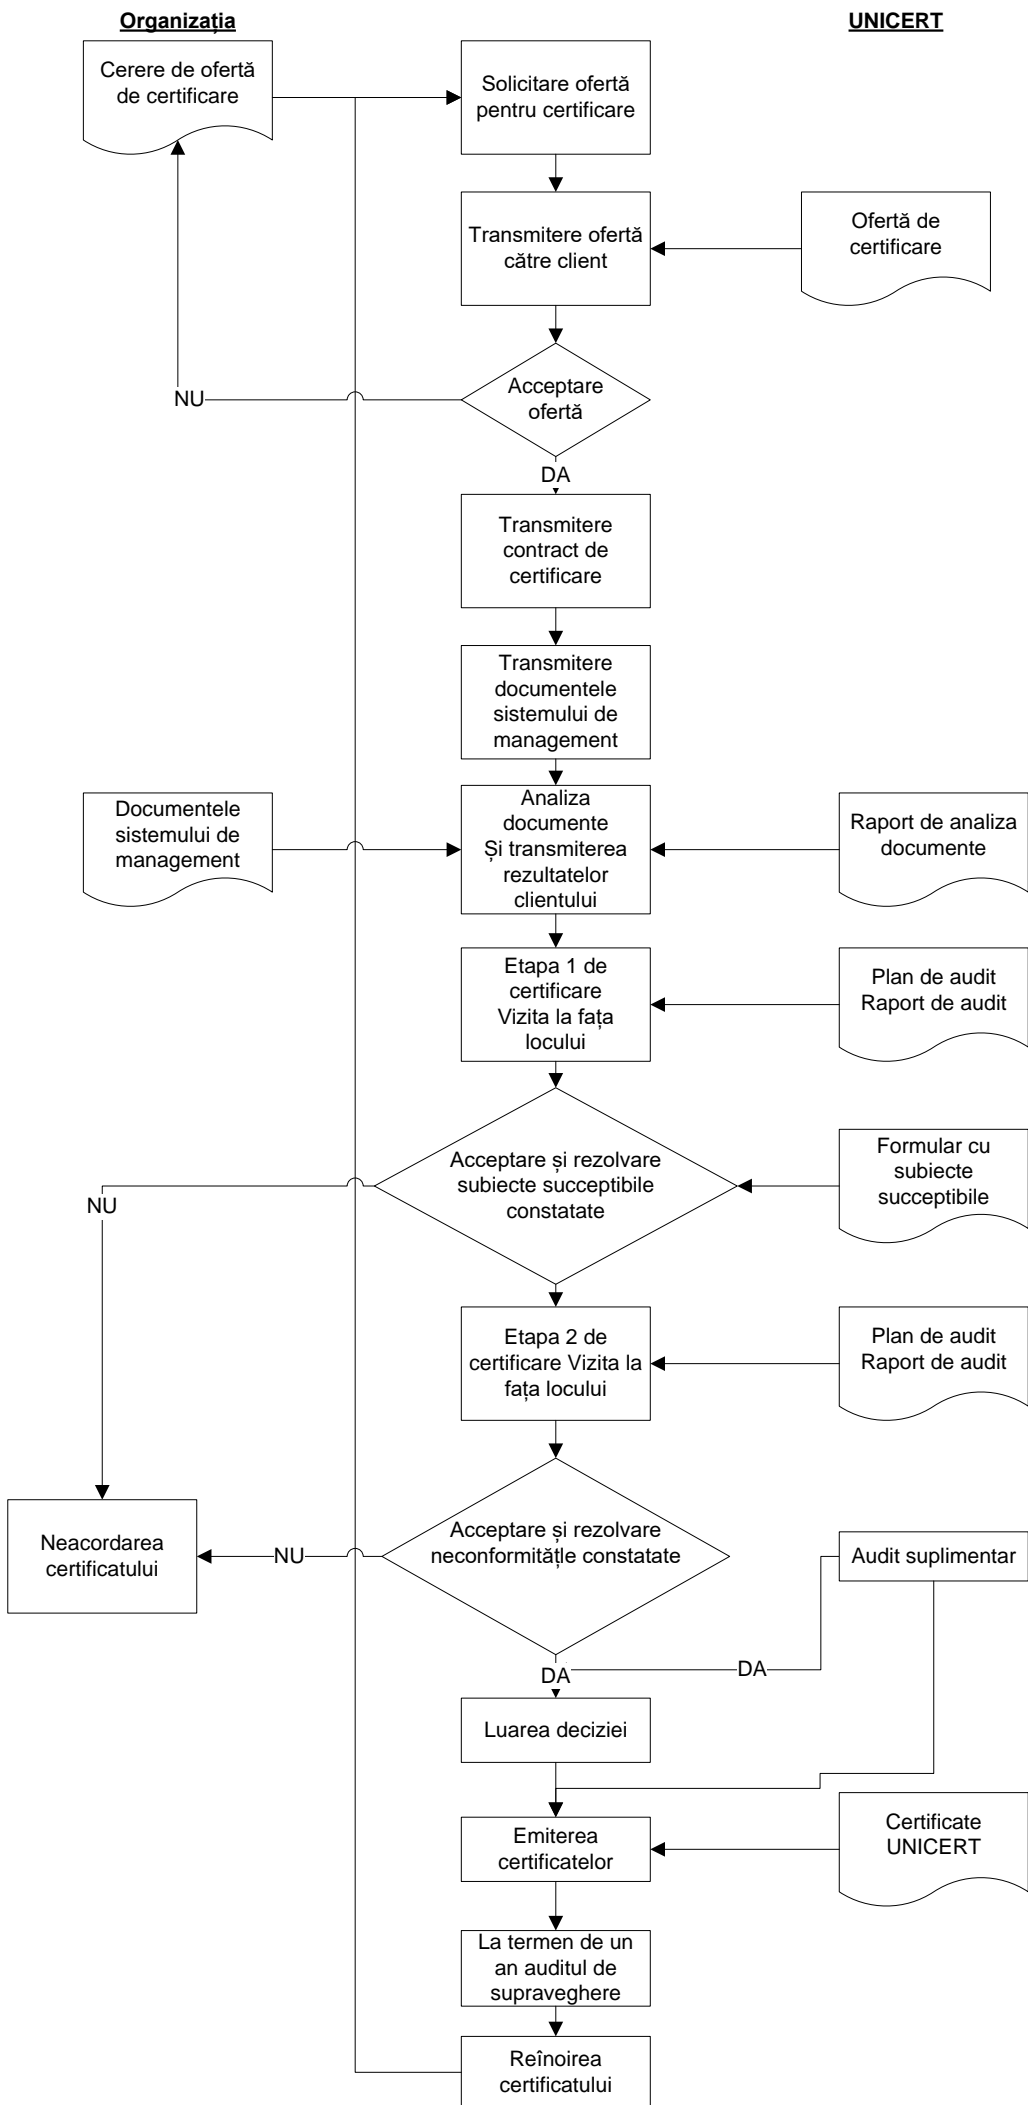 Organizația
UNICERT
Cerere de ofertă
de certificare
Solicitare ofertă
pentru certificare
Transmitere ofertă
către client
Ofertă de
certificare
Acceptare
ofertă
NU
DA
Transmitere
contract de
certificare
Transmitere
documentele
sistemului de
management
Documentele
sistemului de
management
Analiza
documente
Și transmiterea
rezultatelor
clientului
Raport de analiza
documente
Etapa 1 de
certificare
Vizita la fața
locului
Plan de audit
Raport de audit
Acceptare și rezolvare
subiecte succeptibile
constatate
Formular cu
subiecte
succeptibile
NU
Etapa 2 de
certificare Vizita la
fața locului
Plan de audit
Raport de audit
Neacordarea
certificatului
NU
Acceptare și rezolvare
neconformitățle constatate
Audit suplimentar
DA
DA
Luarea deciziei
Emiterea
certificatelor
Certificate
UNICERT
La termen de un
an auditul de
supraveghere
Reînoirea
certificatului